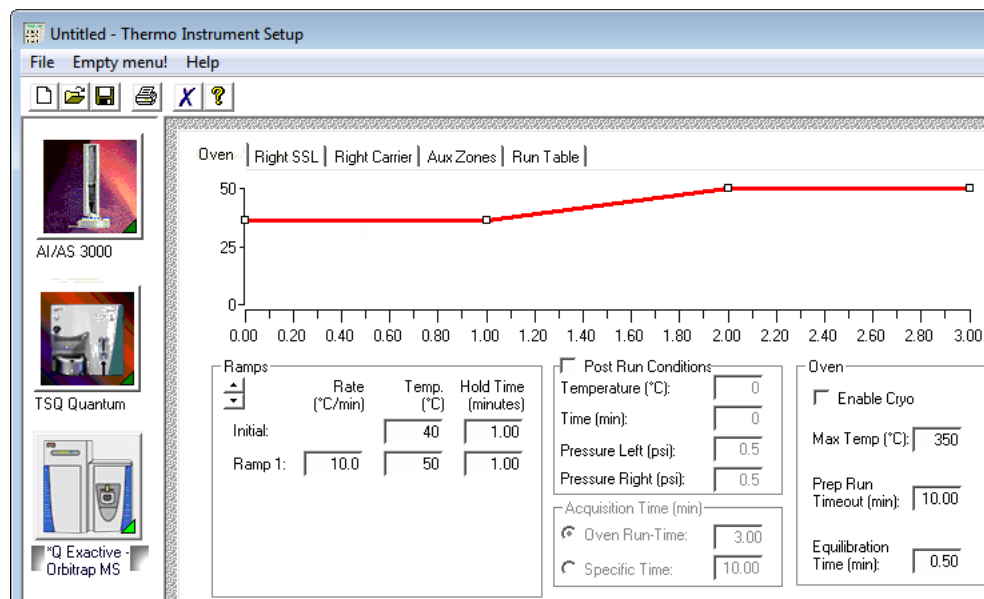 Untitled - Thermo Instrument Setup
File Empty menu! Help
AI/AS 3000
TSQ Quantum
*Q Exactive -
Orbitrap MS
Oven Right SSL Right Carrier Aux Zones Run Table
50
25
0
0.00 0.20 0.40 0.60 0.80 1.00 1.20 1.40 1.60 1.80 2.00 2.20 2.40 2.60 2.80 3.00
Ramps
Rate Temp. Hold Time
(°C/min) (°C) (minutes)
Initial: 40 1.00
Ramp 1: 10.0 50 1.00
Post Run Conditions
Temperature (°C): 0
Time (min): 0
Pressure Left (psi): 0.5
Pressure Right (psi): 0.5
Acquisition Time (min)
Oven Run-Time: 3.00
Specific Time: 10.00
Oven
Enable Cryo
Max Temp (°C): 350
Prep Run
Timeout (min): 10.00
Equilibration
Time (min): 0.50